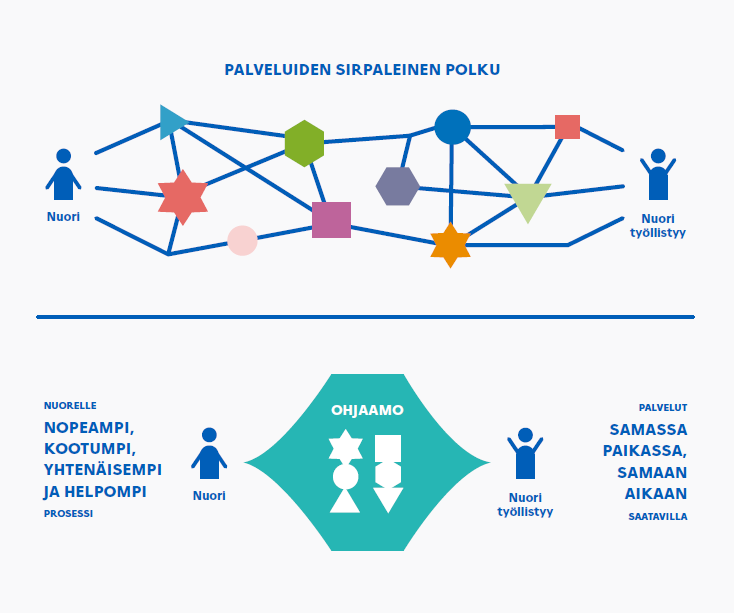 PALVELUIDEN SIRPALEINEN POLKU
Nuori
Nuori
työllistyy
NUORELLE
NOPEAMPI,
KOOTUMPI,
YHTENÄISEMPI
JA HELPOMPI
PROSESSI
Nuori
OHJAAMO
Nuori
työllistyy
PALVELUT
SAMASSA
PAIKASSA,
SAMAAN
AIKAAN
SAATAVILLA